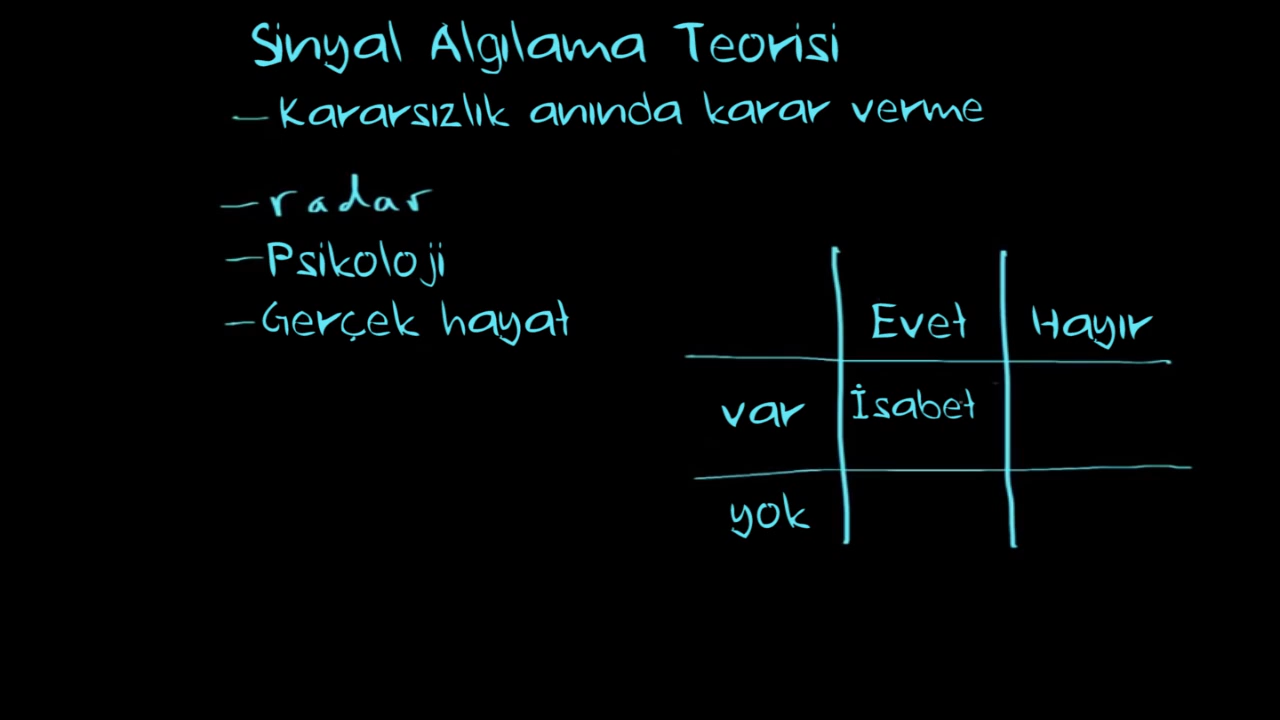 Sinyal Algılama Teorisi
– Kararsızlık anında karar verme
– radar
– Psikoloji
– Gerçek hayat
Evet Hayır
var İsabet
yok